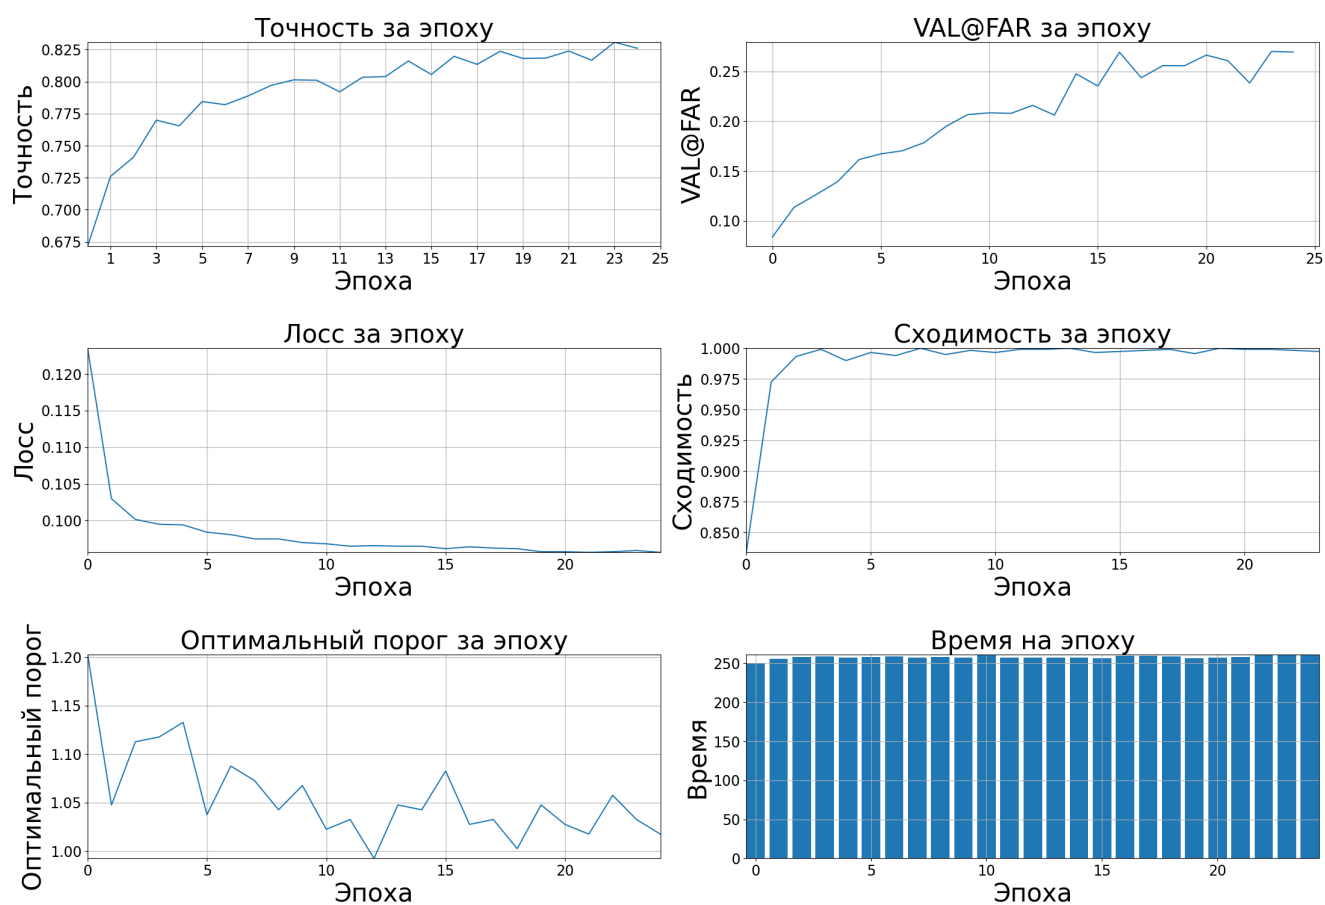 Точность за эпоху
Точность
0.825
0.800
0.775
0.750
0.725
0.700
0.675
1 3 5 7 9 11 13 15 17 19 21 23 25
Эпоха
VAL@FAR за эпоху
VAL@FAR
0.25
0.20
0.15
0.10
0 5 10 15 20 25
Эпоха
Лосс за эпоху
Лосс
0.120
0.115
0.110
0.105
0.100
0 5 10 15 20
Эпоха
Сходимость за эпоху
Сходимость
1.000
0.975
0.950
0.925
0.900
0.875
0.850
0 5 10 15 20
Эпоха
Оптимальный порог за эпоху
Оптимальный порог
1.20
1.15
1.10
1.05
1.00
0 5 10 15 20
Эпоха
Время на эпоху
Время
250
200
150
100
50
0
0 5 10 15 20
Эпоха